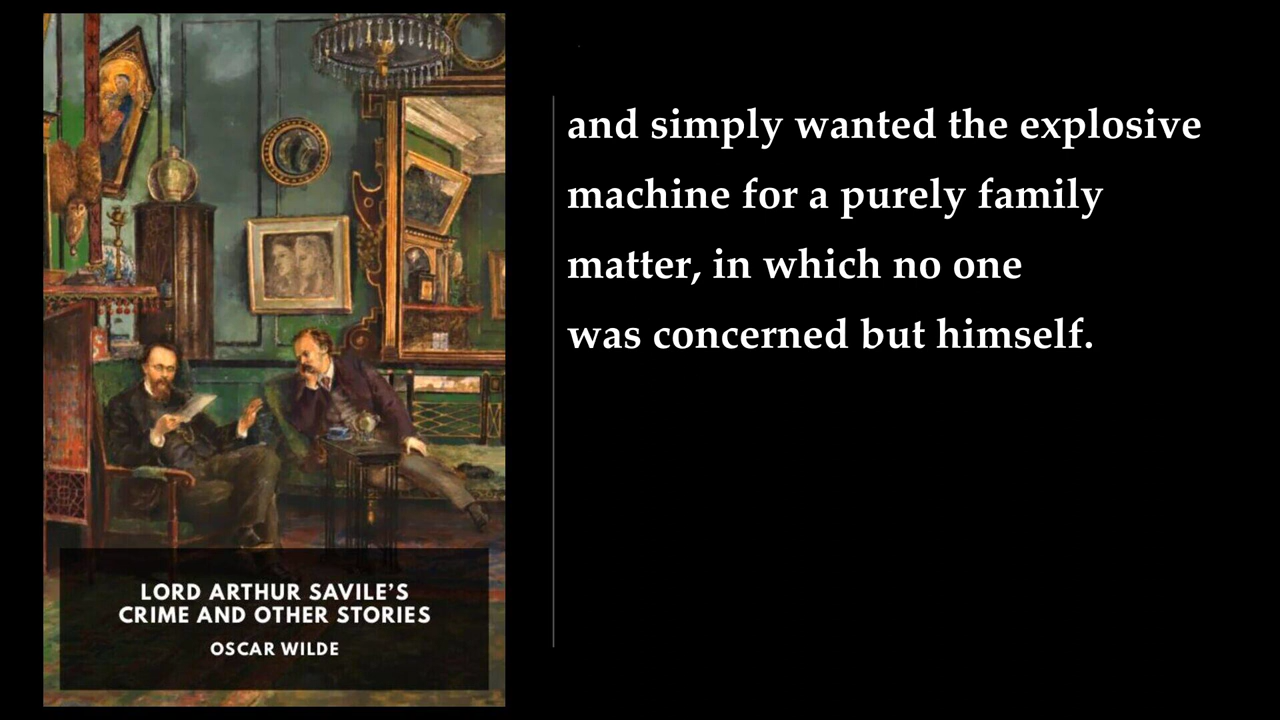 and simply wanted the explosive
machine for a purely family
matter, in which no one
was concerned but himself.
LORD ARTHUR SAVILE’S
CRIME AND OTHER STORIES
OSCAR WILDE